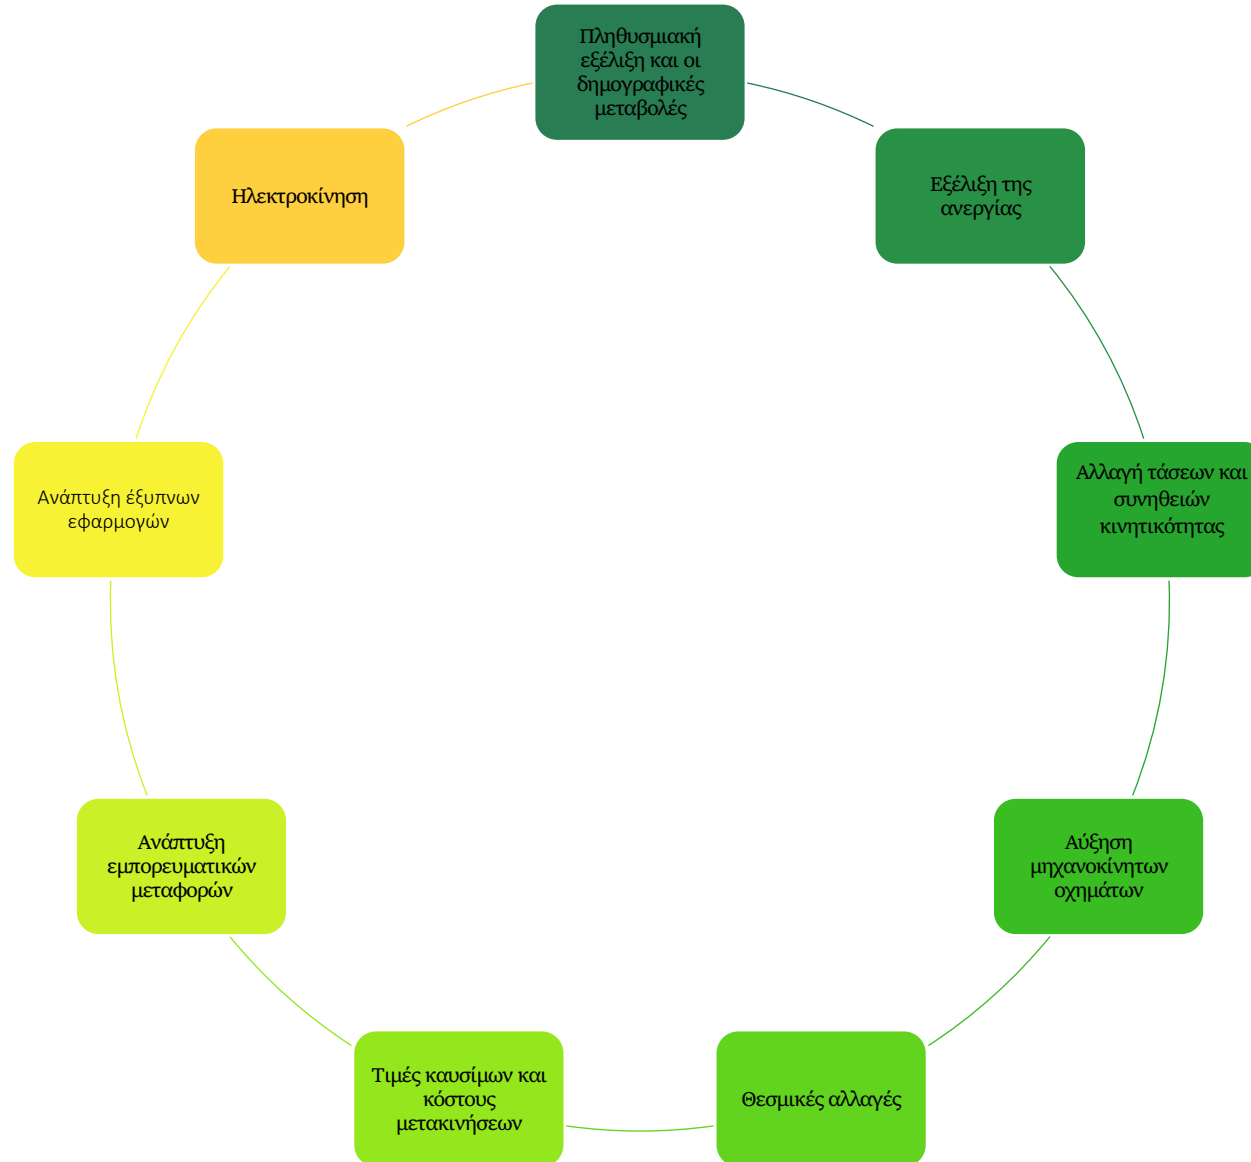 Πληθυσμιακή
εξέλιξη και οι
δημογραφικές
μεταβολές
Εξέλιξη της
ανεργίας
Αλλαγή τάσεων και
συνηθειών
κινητικότητας
Αύξηση
μηχανοκίνητων
οχημάτων
Θεσμικές αλλαγές
Τιμές καυσίμων και
κόστους
μετακινήσεων
Ανάπτυξη
εμπορευματικών
μεταφορών
Ανάπτυξη έξυπνων
εφαρμογών
Ηλεκτροκίνηση